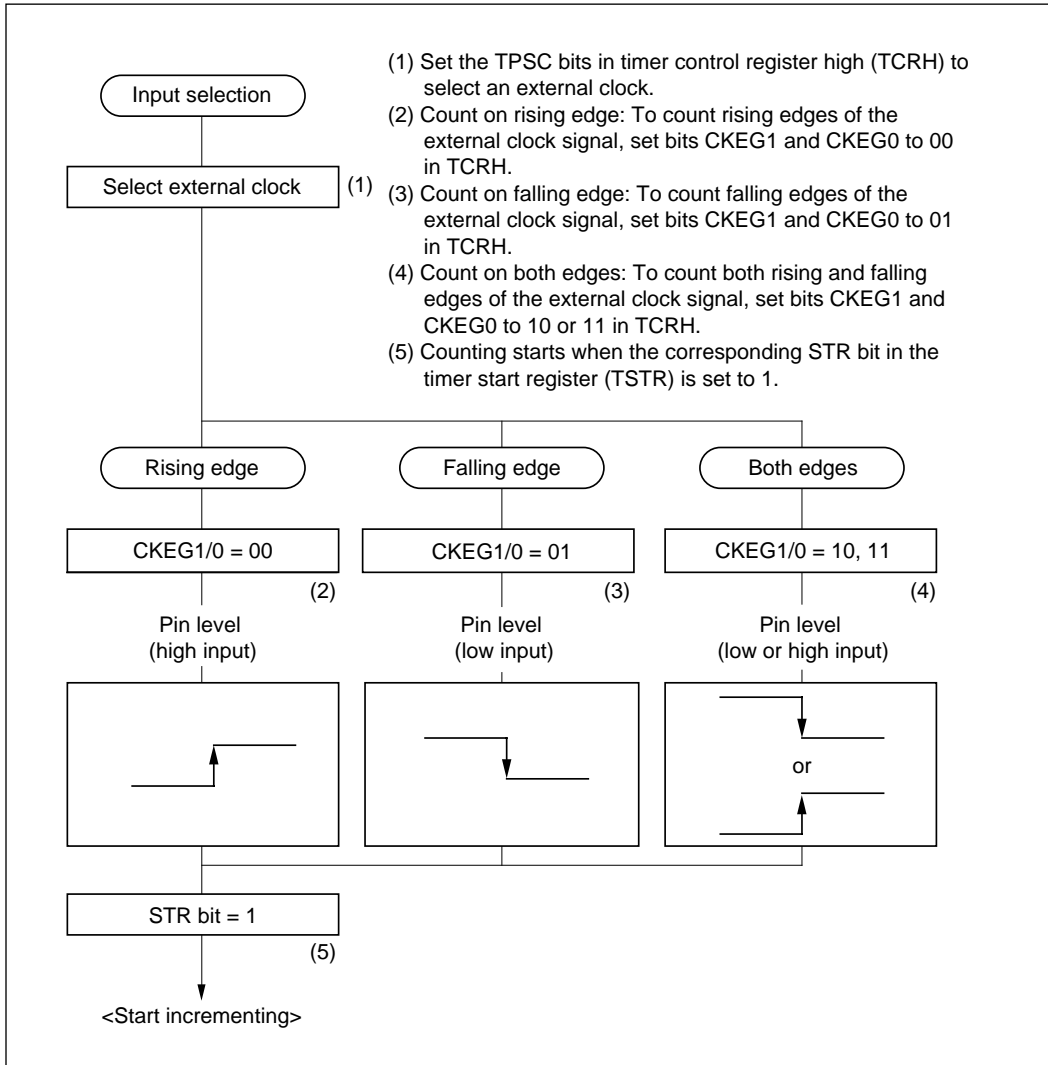 (1) Set the TPSC bits in timer control register high (TCRH) to
select an external clock.
(2) Count on rising edge: To count rising edges of the
external clock signal, set bits CKEG1 and CKEG0 to 00
in TCRH.
(3) Count on falling edge: To count falling edges of the
external clock signal, set bits CKEG1 and CKEG0 to 01
in TCRH.
(4) Count on both edges: To count both rising and falling
edges of the external clock signal, set bits CKEG1 and
CKEG0 to 10 or 11 in TCRH.
(5) Counting starts when the corresponding STR bit in the
timer start register (TSTR) is set to 1.
Input selection
Select external clock (1)
Rising edge
Falling edge
Both edges
CKEG1/0 = 00
CKEG1/0 = 01
CKEG1/0 = 10, 11
(2)
(3)
(4)
Pin level
(high input)
Pin level
(low input)
Pin level
(low or high input)
or
STR bit = 1
(5)
<Start incrementing>